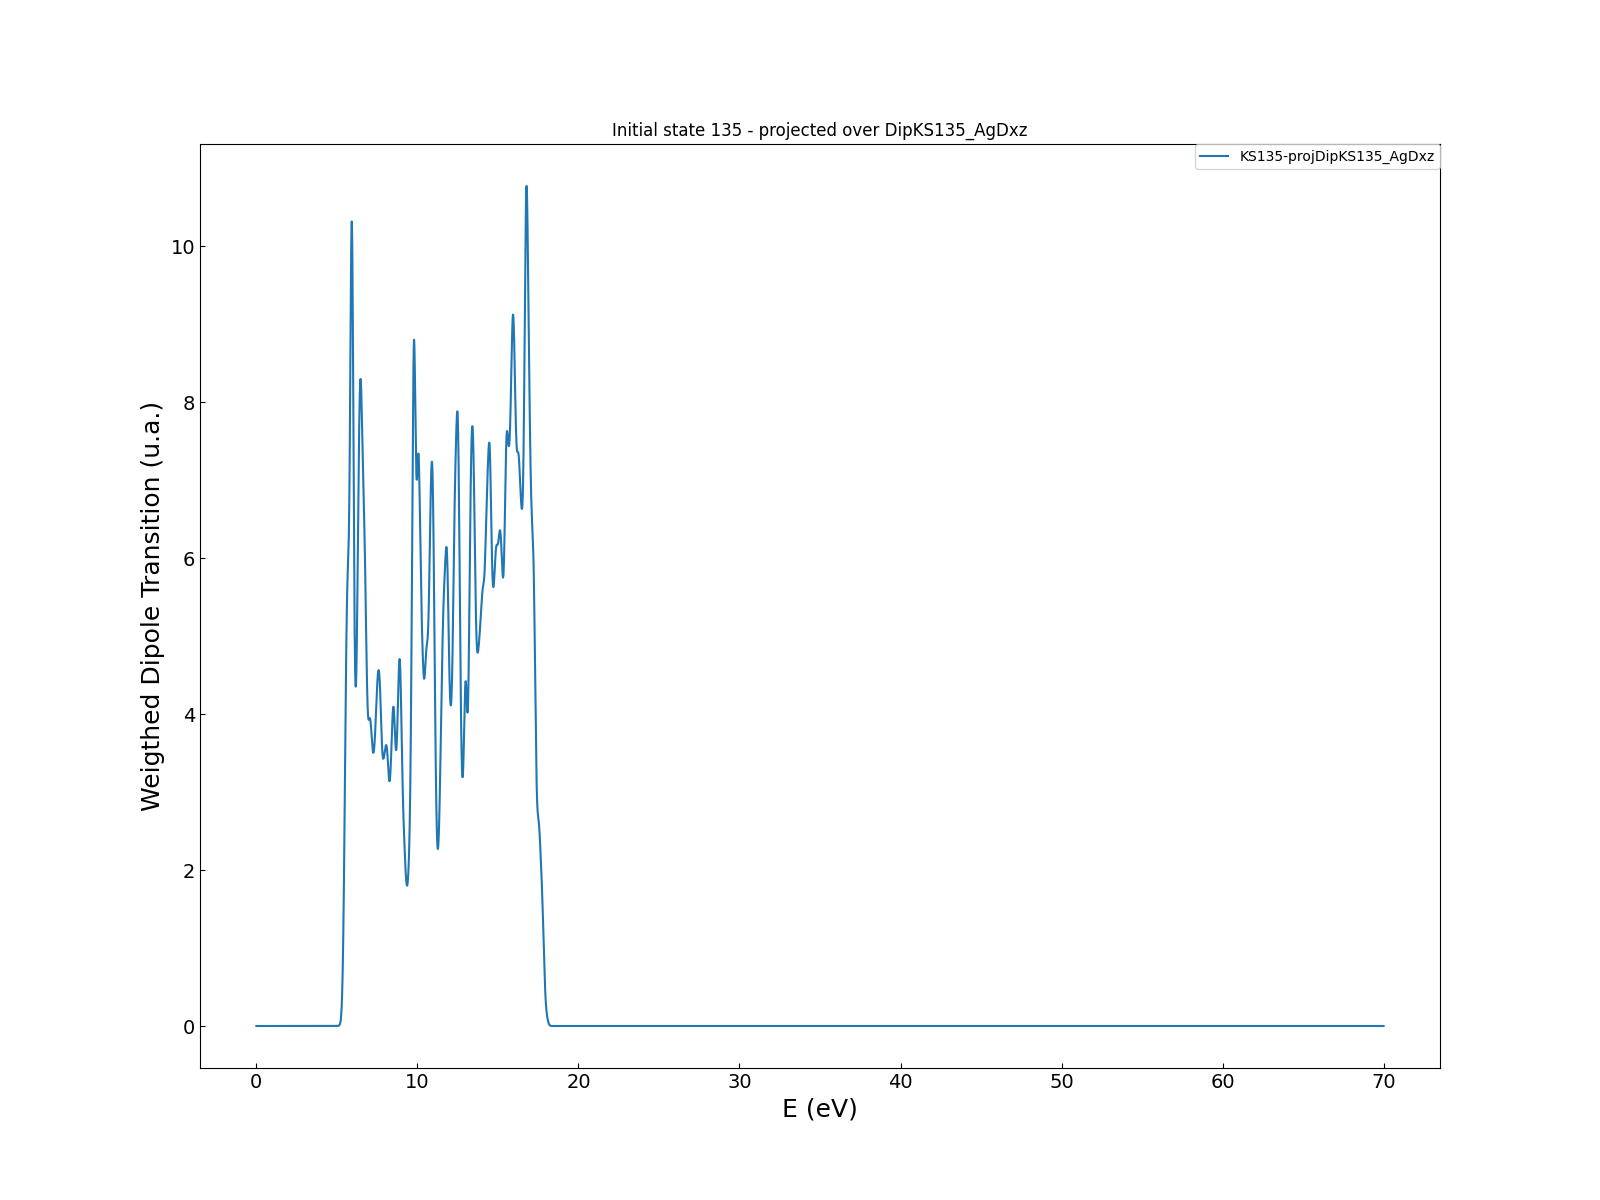 Initial state 135 - projected over DipKS135_AgDxz
KS135-projDipKS135_AgDxz
10
8
6
4
2
0
Weigthed Dipole Transition (u.a.)
0 10 20 30 40 50 60 70
E (eV)